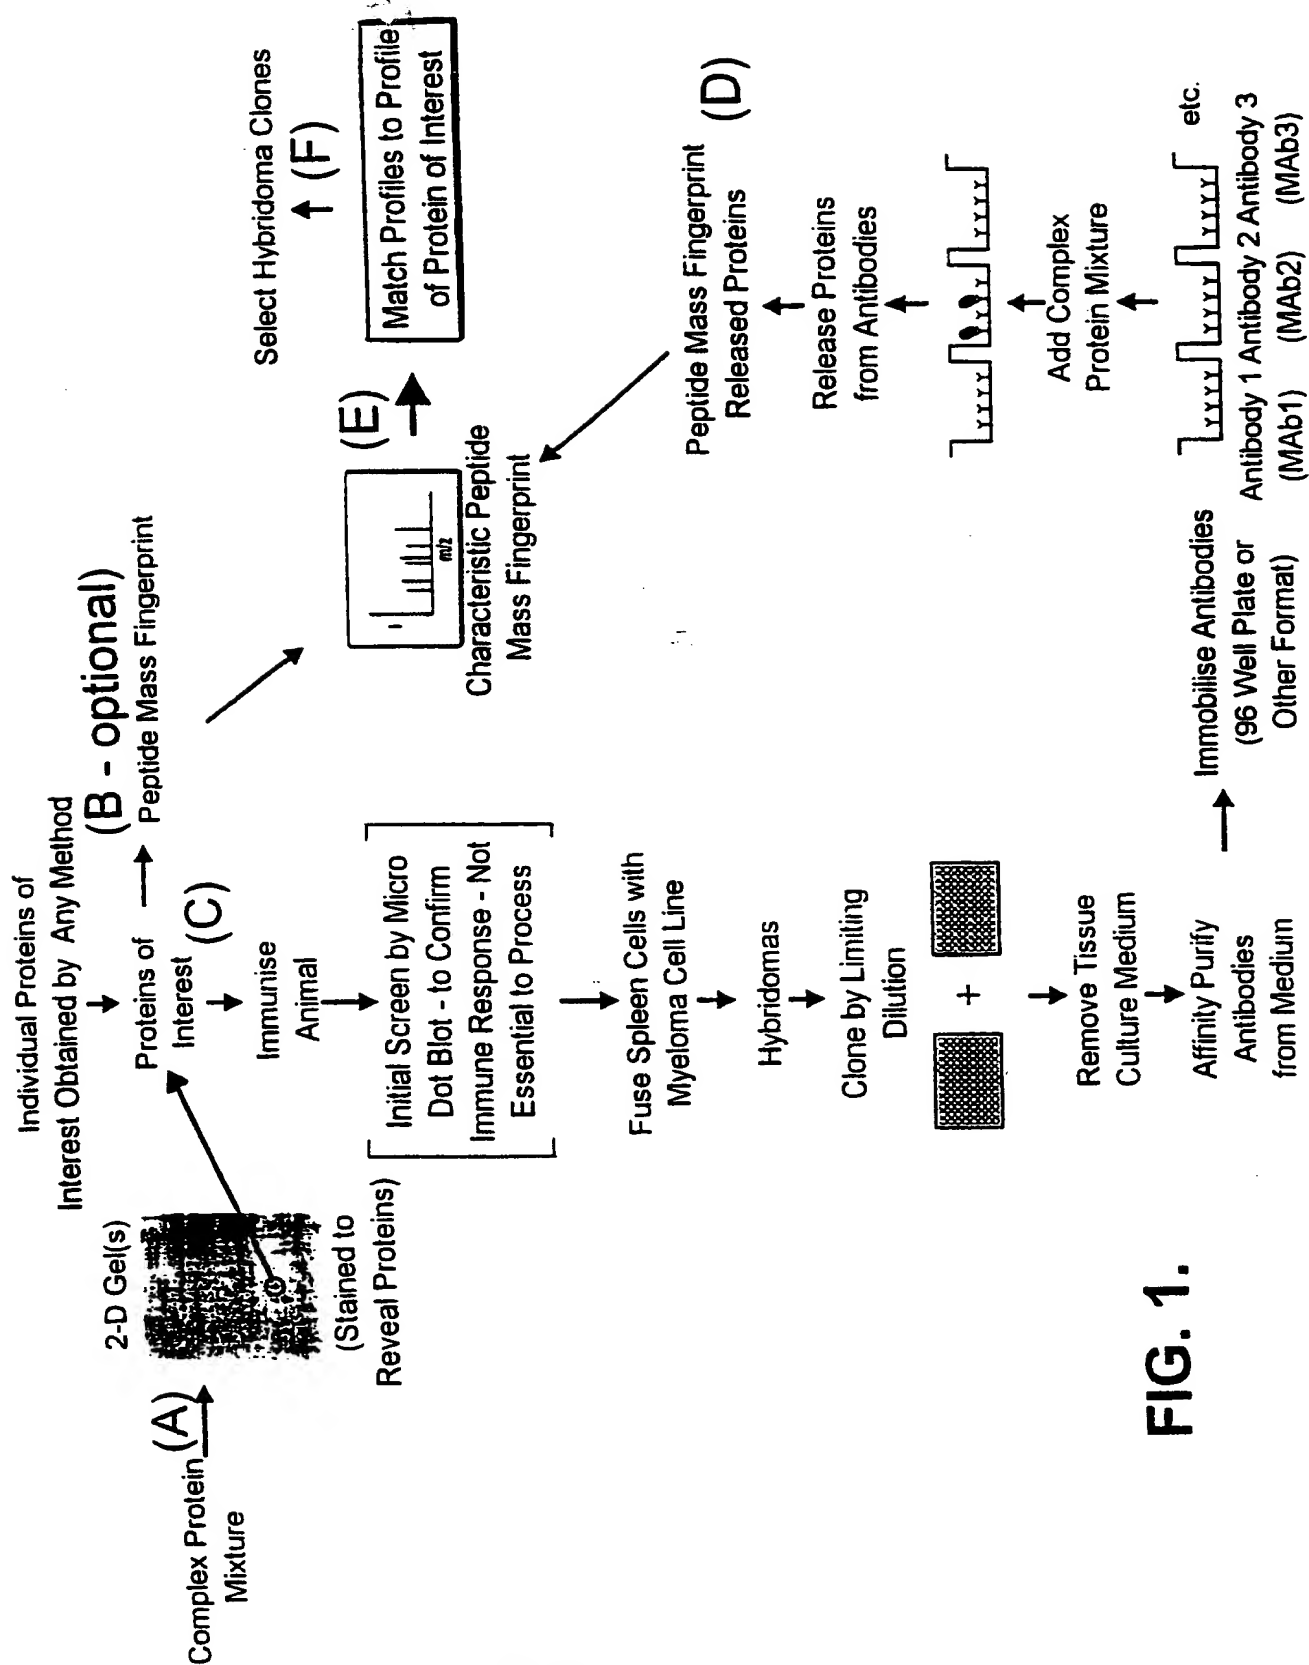 Complex Protein
Mixture
(A)
2-D Gel(s)
(Stained to
Reveal Proteins)
Individual Proteins of
Interest Obtained by Any Method
Proteins of
Interest
(B - optional)
Peptide Mass Fingerprint
(C)
Immunise
Animal
Initial Screen by Micro
Dot Blot - to Confirm
Immune Response - Not
Essential to Process
Fuse Spleen Cells with
Myeloma Cell Line
Hybridomas
Clone by Limiting
Dilution
+
Remove Tissue
Culture Medium
Affinity Purify
Antibodies
from Medium
Immobilise Antibodies
(96 Well Plate or
Other Format)
Antibody 1 Antibody 2 Antibody 3
etc.
(MAb1) (MAb2) (MAb3)
Add Complex
Protein Mixture
Release Proteins
from Antibodies
Peptide Mass Fingerprint
Released Proteins
(D)
m/z
Characteristic Peptide
Mass Fingerprint
(E)
Match Profiles to Profile
of Protein of Interest
(F)
Select Hybridoma Clones
FIG. 1.